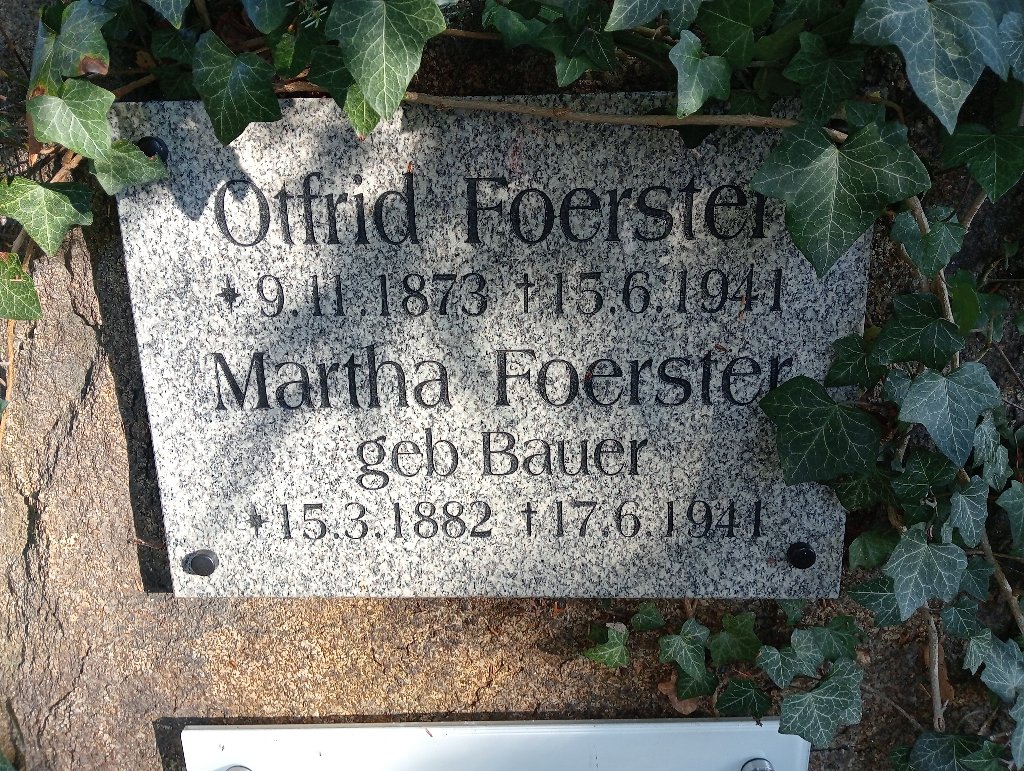 Otfrid Foerster
* 9.11.1873 † 15.6.1941
Martha Foerster
geb Bauer
* 15.3.1882 † 17.6.1941